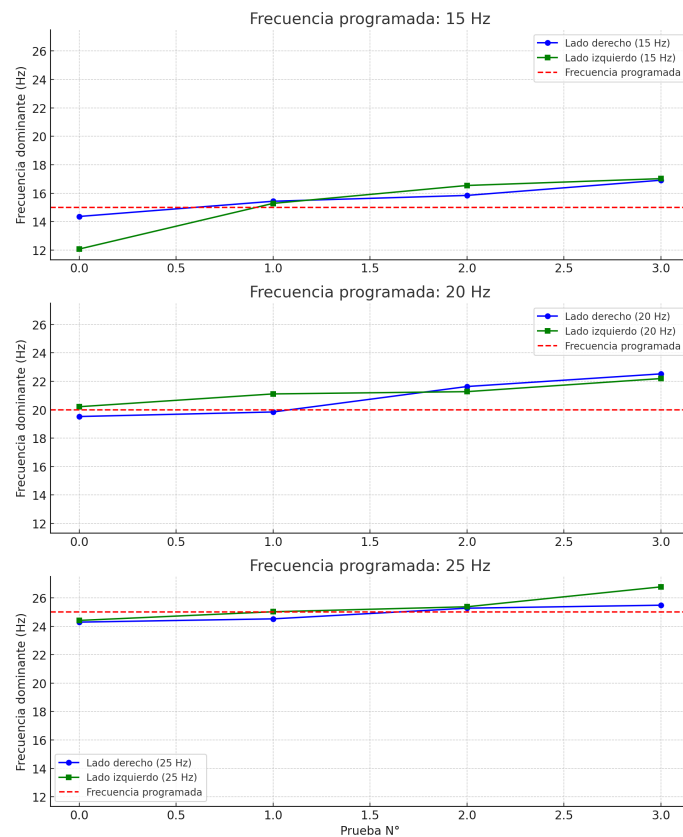 Frecuencia programada: 15 Hz
Frecuencia dominante (Hz)
26
24
22
20
18
16
14
12
Lado derecho (15 Hz)
Lado izquierdo (15 Hz)
Frecuencia programada
0.0 0.5 1.0 1.5 2.0 2.5 3.0
Frecuencia programada: 20 Hz
Frecuencia dominante (Hz)
26
24
22
20
18
16
14
12
Lado derecho (20 Hz)
Lado izquierdo (20 Hz)
Frecuencia programada
0.0 0.5 1.0 1.5 2.0 2.5 3.0
Frecuencia programada: 25 Hz
Frecuencia dominante (Hz)
26
24
22
20
18
16
14
12
Lado derecho (25 Hz)
Lado izquierdo (25 Hz)
Frecuencia programada
0.0 0.5 1.0 1.5 2.0 2.5 3.0
Prueba N°